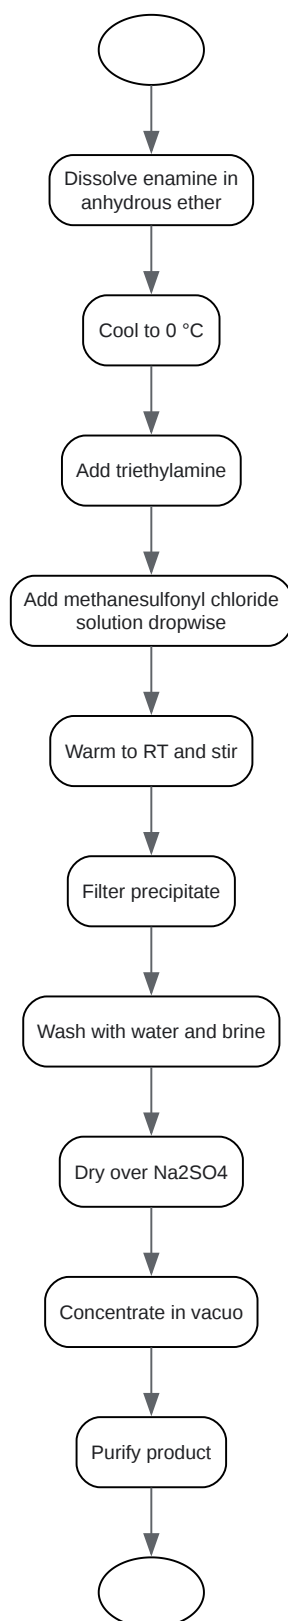 Dissolve enamine in
anhydrous ether
Cool to 0 °C
Add triethylamine
Add methanesulfonyl chloride
solution dropwise
Warm to RT and stir
Filter precipitate
Wash with water and brine
Dry over Na2SO4
Concentrate in vacuo
Purify product